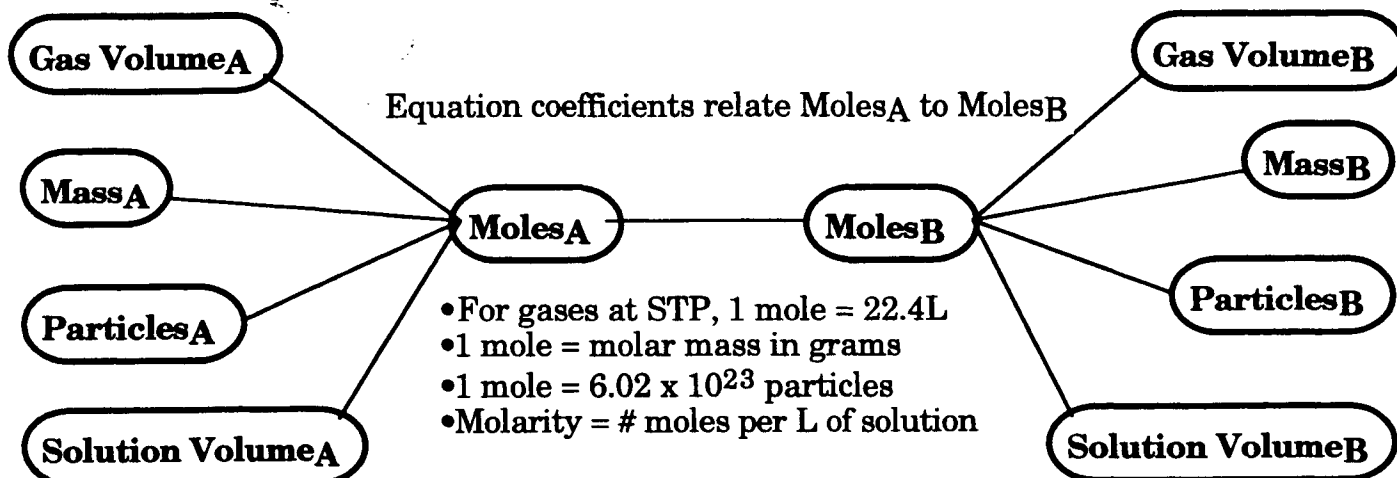 Gas VolumeA
Gas VolumeB
Equation coefficients relate MolesA to MolesB
MassA
MassB
MolesA
MolesB
ParticlesA
ParticlesB
•For gases at STP, 1 mole = 22.4L
•1 mole = molar mass in grams
•1 mole = 6.02 x 10²³ particles
•Molarity = # moles per L of solution
Solution VolumeA
Solution VolumeB